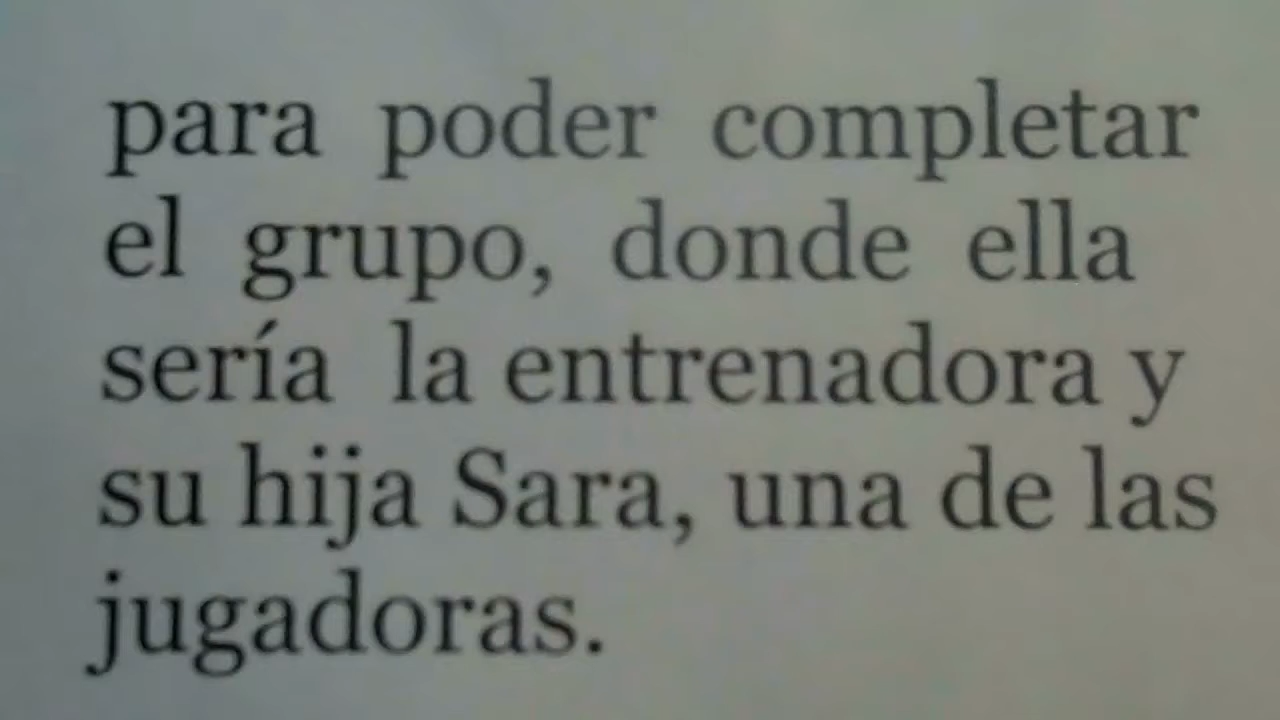 para poder completar
el grupo, donde ella
sería la entrenadora y
su hija Sara, una de las
jugadoras.